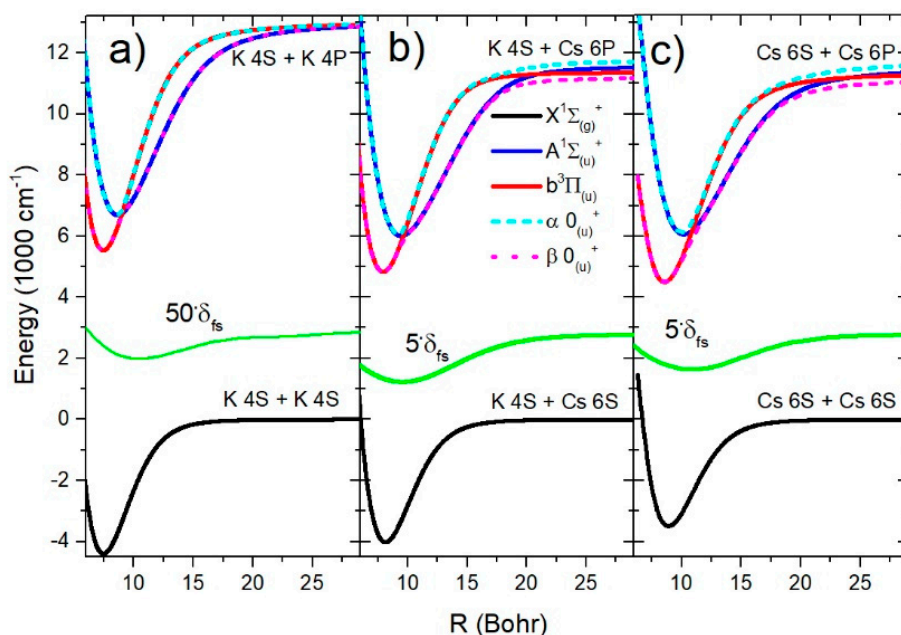 a)
K 4S + K 4P
b)
K 4S + Cs 6P
c)
Cs 6S + Cs 6P
X¹Σ₍g₎⁺
A¹Σ₍ᵤ₎⁺
b³Π₍ᵤ₎
α 0₍ᵤ₎⁺
β 0₍ᵤ₎⁺
50·δfs
5·δfs
5·δfs
K 4S + K 4S
K 4S + Cs 6S
Cs 6S + Cs 6S
Energy (1000 cm⁻¹)
12
10
8
6
4
2
0
-2
-4
10 15 20 25 10 15 20 25 10 15 20 25
R (Bohr)